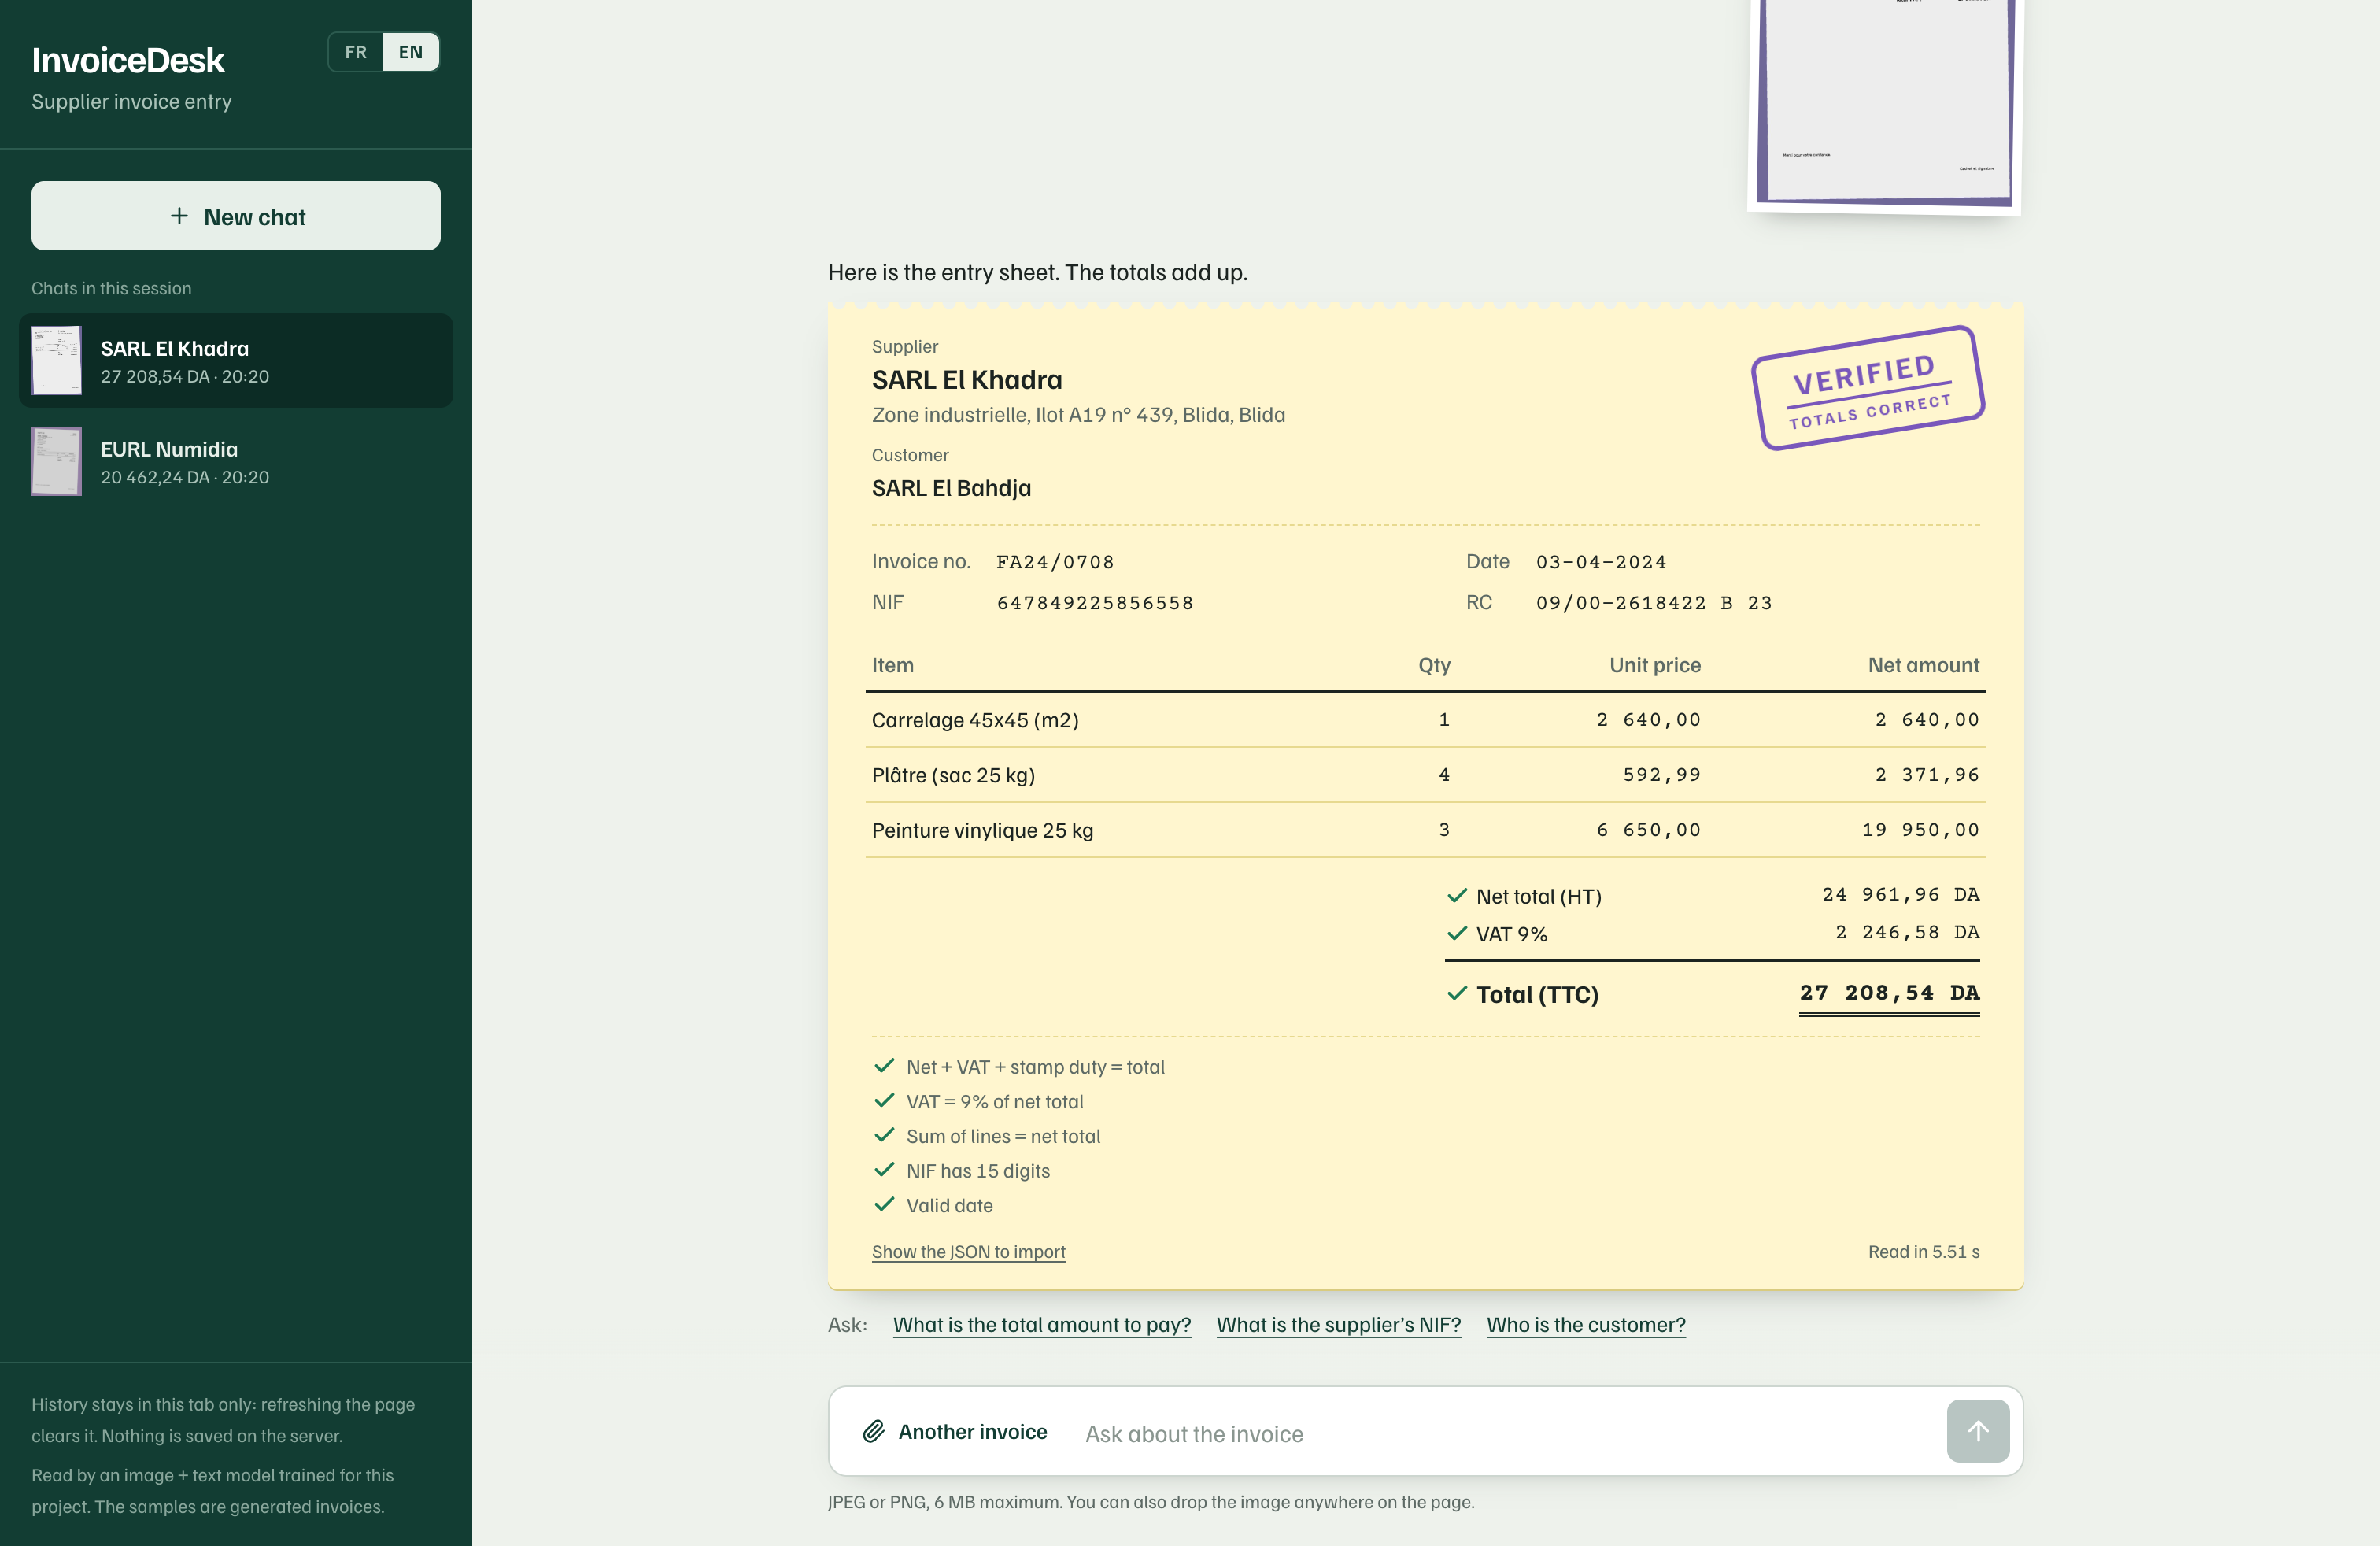 InvoiceDesk
FR EN
Supplier invoice entry
+ New chat
Chats in this session
SARL El Khadra
27 208,54 DA · 20:20
EURL Numidia
20 462,24 DA · 20:20
History stays in this tab only: refreshing the page
clears it. Nothing is saved on the server.
Read by an image + text model trained for this
project. The samples are generated invoices.
Merci pour votre confiance.
Cachet et signature
Here is the entry sheet. The totals add up.
Supplier
SARL El Khadra
Zone industrielle, Ilot A19 n° 439, Blida, Blida
VERIFIED
TOTALS CORRECT
Customer
SARL El Bahdja
Invoice no. FA24/0708 Date 03-04-2024
NIF 647849225856558 RC 09/00-2618422 B 23
Item Qty Unit price Net amount
Carrelage 45x45 (m2) 1 2 640,00 2 640,00
Plâtre (sac 25 kg) 4 592,99 2 371,96
Peinture vinylique 25 kg 3 6 650,00 19 950,00
Net total (HT) 24 961,96 DA
VAT 9% 2 246,58 DA
Total (TTC) 27 208,54 DA
Net + VAT + stamp duty = total
VAT = 9% of net total
Sum of lines = net total
NIF has 15 digits
Valid date
Show the JSON to import Read in 5.51 s
Ask: What is the total amount to pay? What is the supplier’s NIF? Who is the customer?
Another invoice Ask about the invoice
JPEG or PNG, 6 MB maximum. You can also drop the image anywhere on the page.